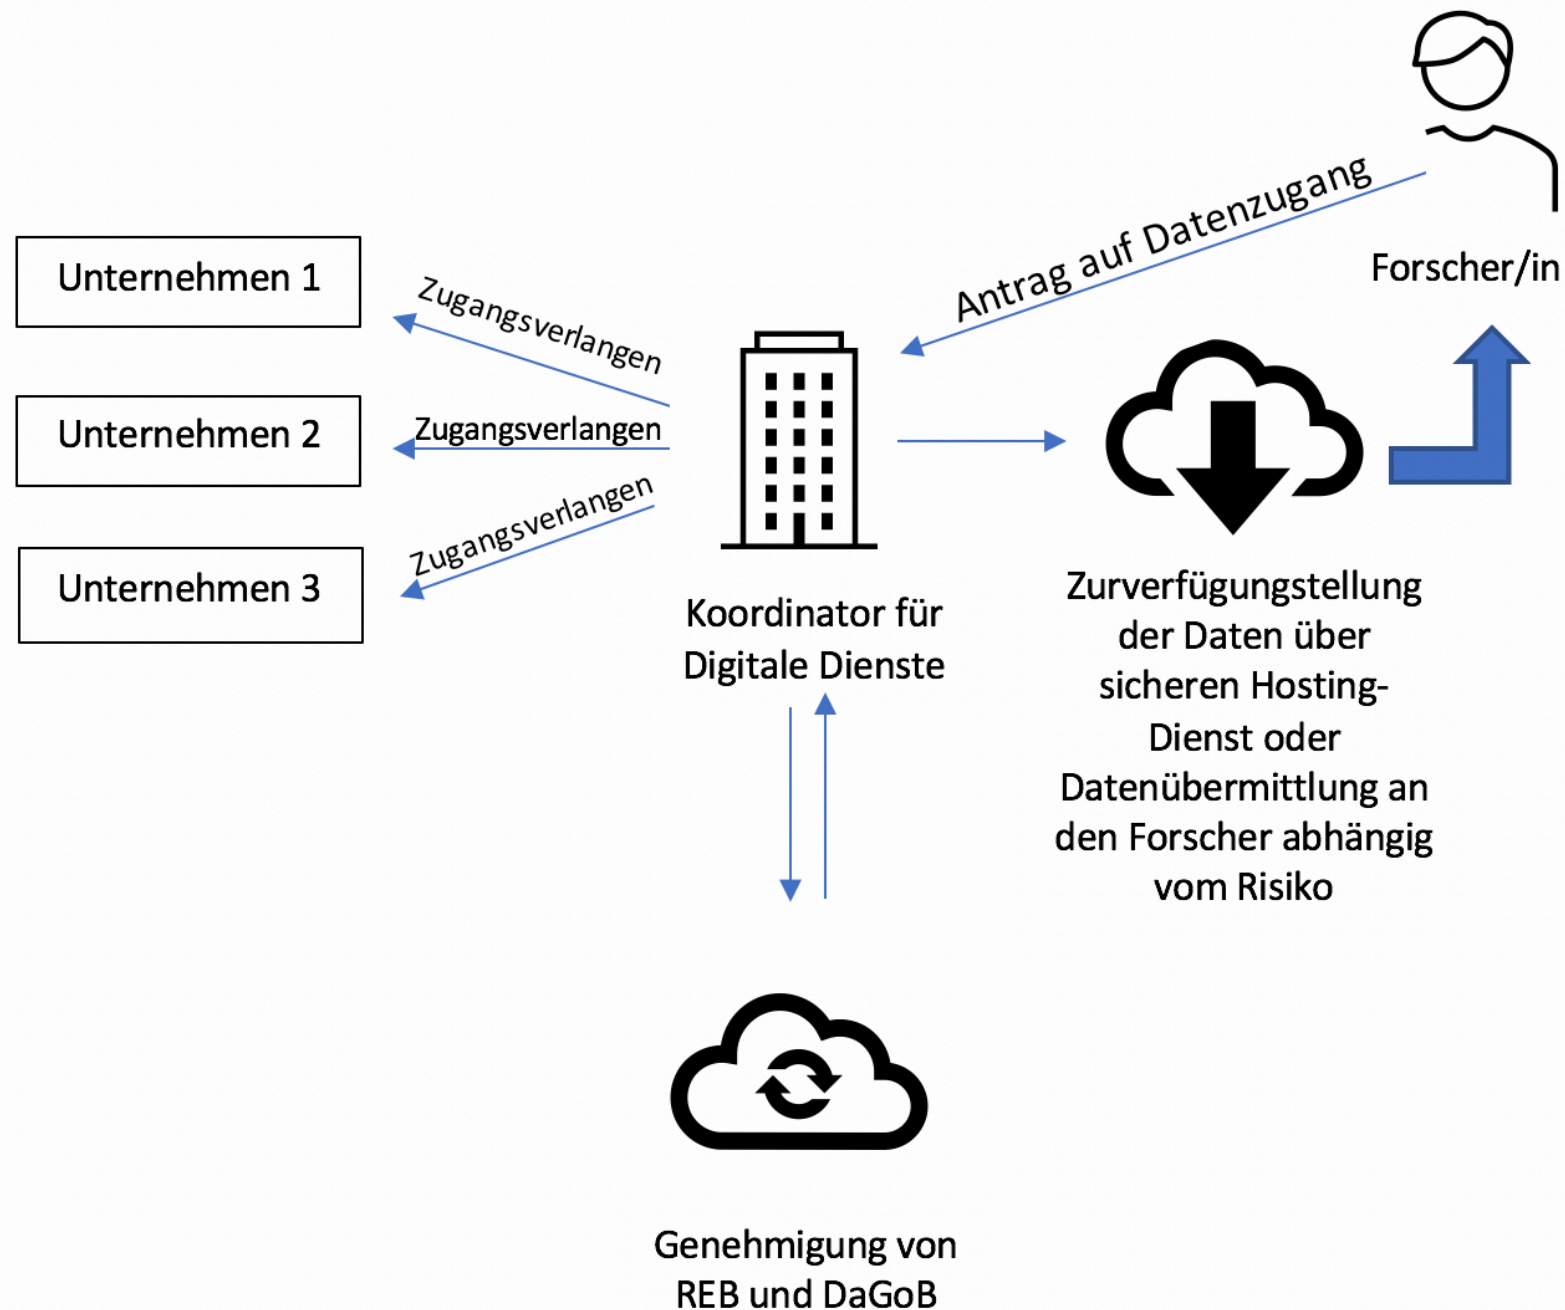 Antrag auf Datenzugang
Forscher/in
Unternehmen 1
Unternehmen 2
Unternehmen 3
Zugangsverlangen
Zugangsverlangen
Zugangsverlangen
Koordinator für
Digitale Dienste
Zurverfügungstellung
der Daten über
sicheren Hosting-
Dienst oder
Datenübermittlung an
den Forscher abhängig
vom Risiko
Genehmigung von
REB und DaGoB